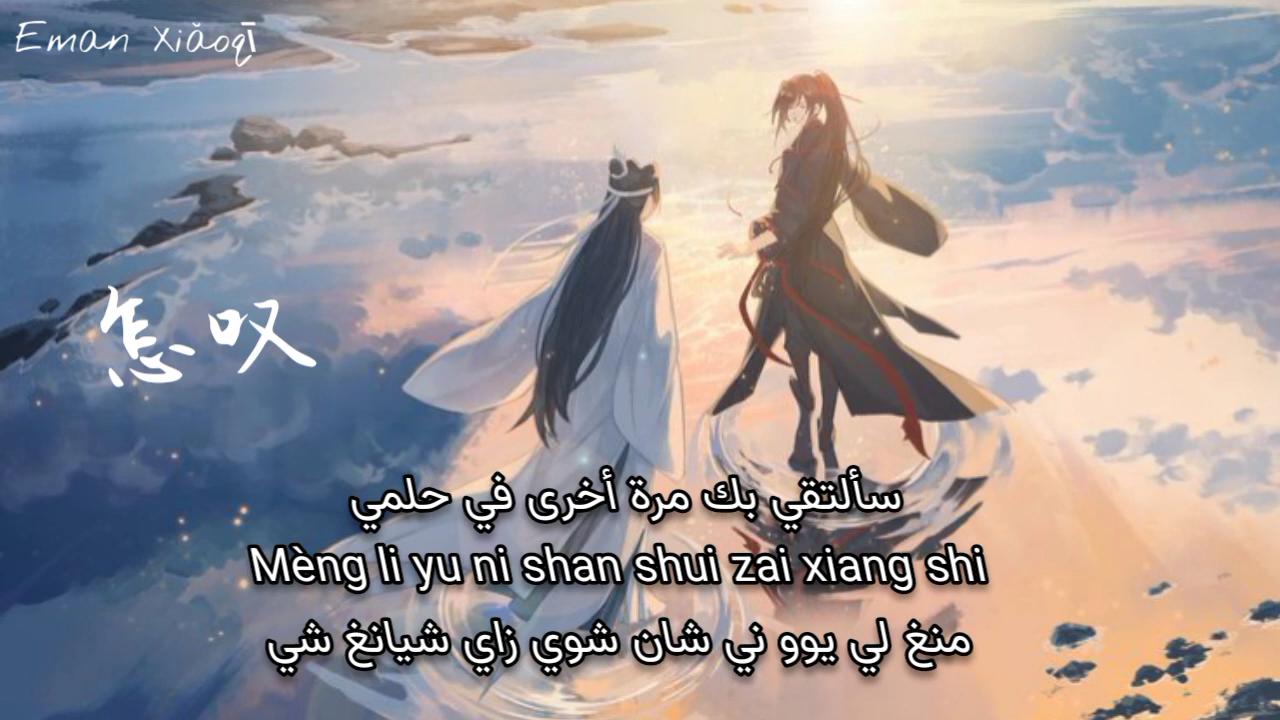 Eman Xiǎoqī
怎叹
سألتقي بك مرة أخرى في حلمي
Mèng li yu ni shan shui zai xiang shi
منغ لي يوو ني شان شوي زاي شيانغ شي